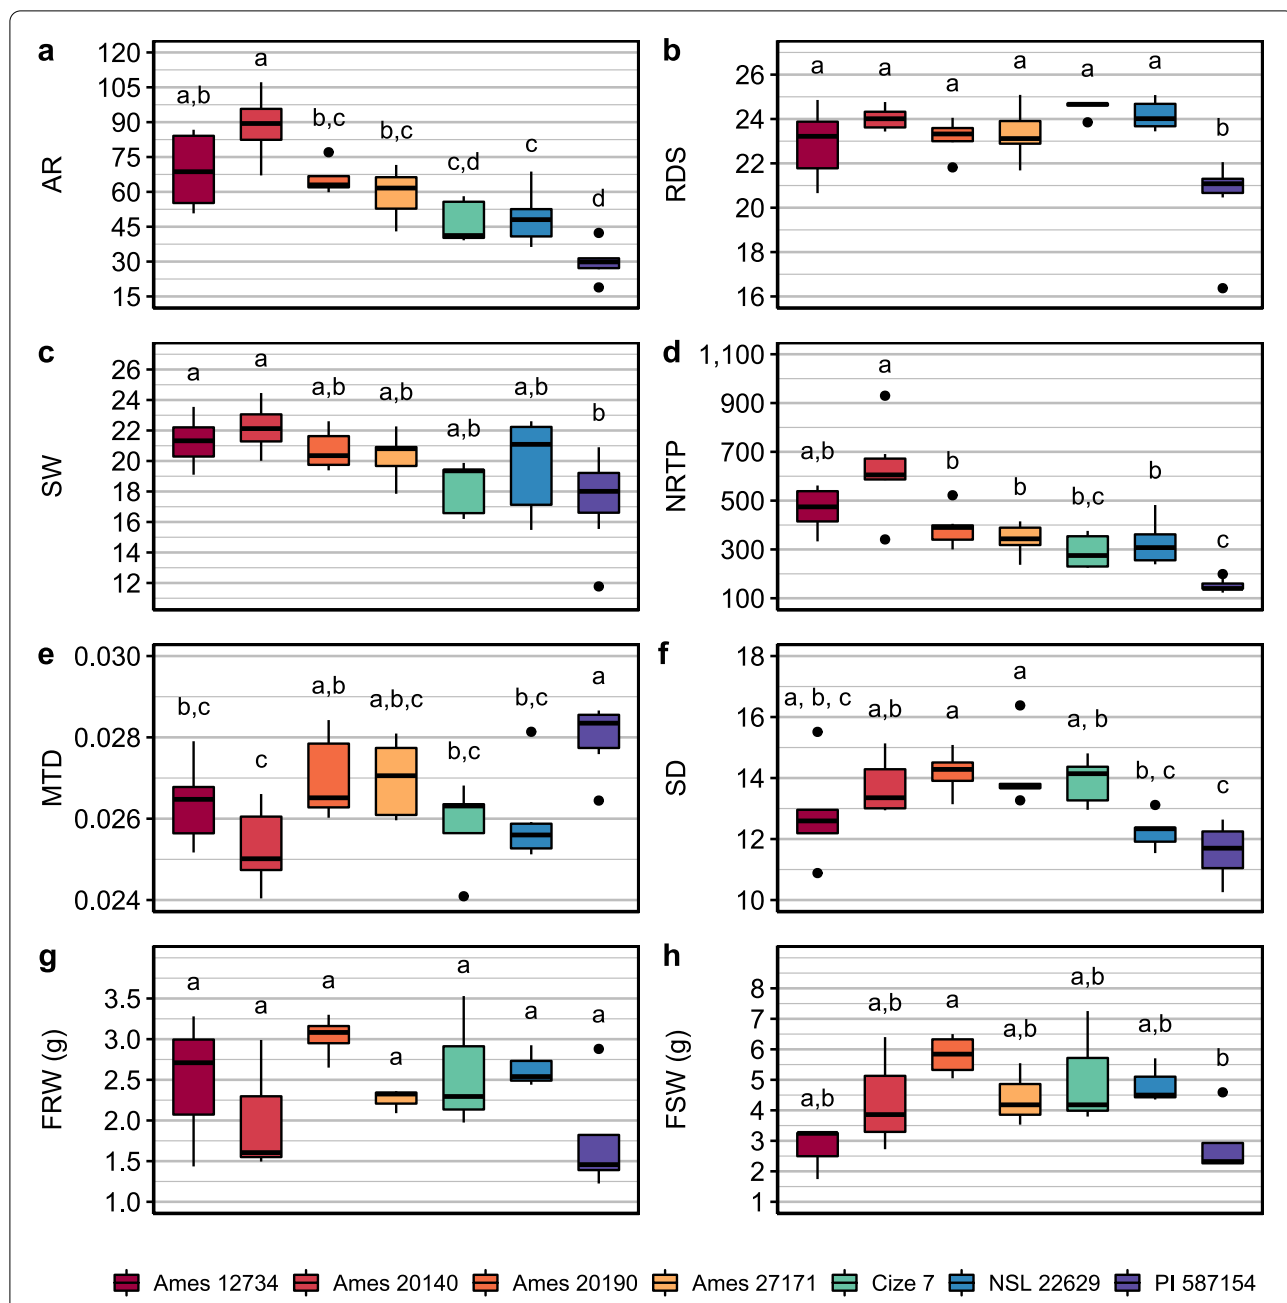 a
AR
120
105
90
75
60
45
30
15
a,b
a
b,c
b,c
c,d
c
d
b
RDS
26
24
22
20
18
16
a
a
a
a
a
a
b
c
SW
26
24
22
20
18
16
14
12
a
a
a,b
a,b
a,b
a,b
b
d
NRTP
1,100
900
700
500
300
100
a,b
a
b
b
b,c
b
c
e
MTD
0.030
0.028
0.026
0.024
b,c
c
a,b
a,b,c
b,c
b,c
a
f
SD
18
16
14
12
10
a, b, c
a,b
a
a
a, b
b, c
c
g
FRW (g)
3.5
3.0
2.5
2.0
1.5
1.0
a
a
a
a
a
a
a
h
FSW (g)
8
7
6
5
4
3
2
1
a,b
a,b
a
a,b
a,b
a,b
b
Ames 12734 Ames 20140 Ames 20190 Ames 27171 Cize 7 NSL 22629 PI 587154